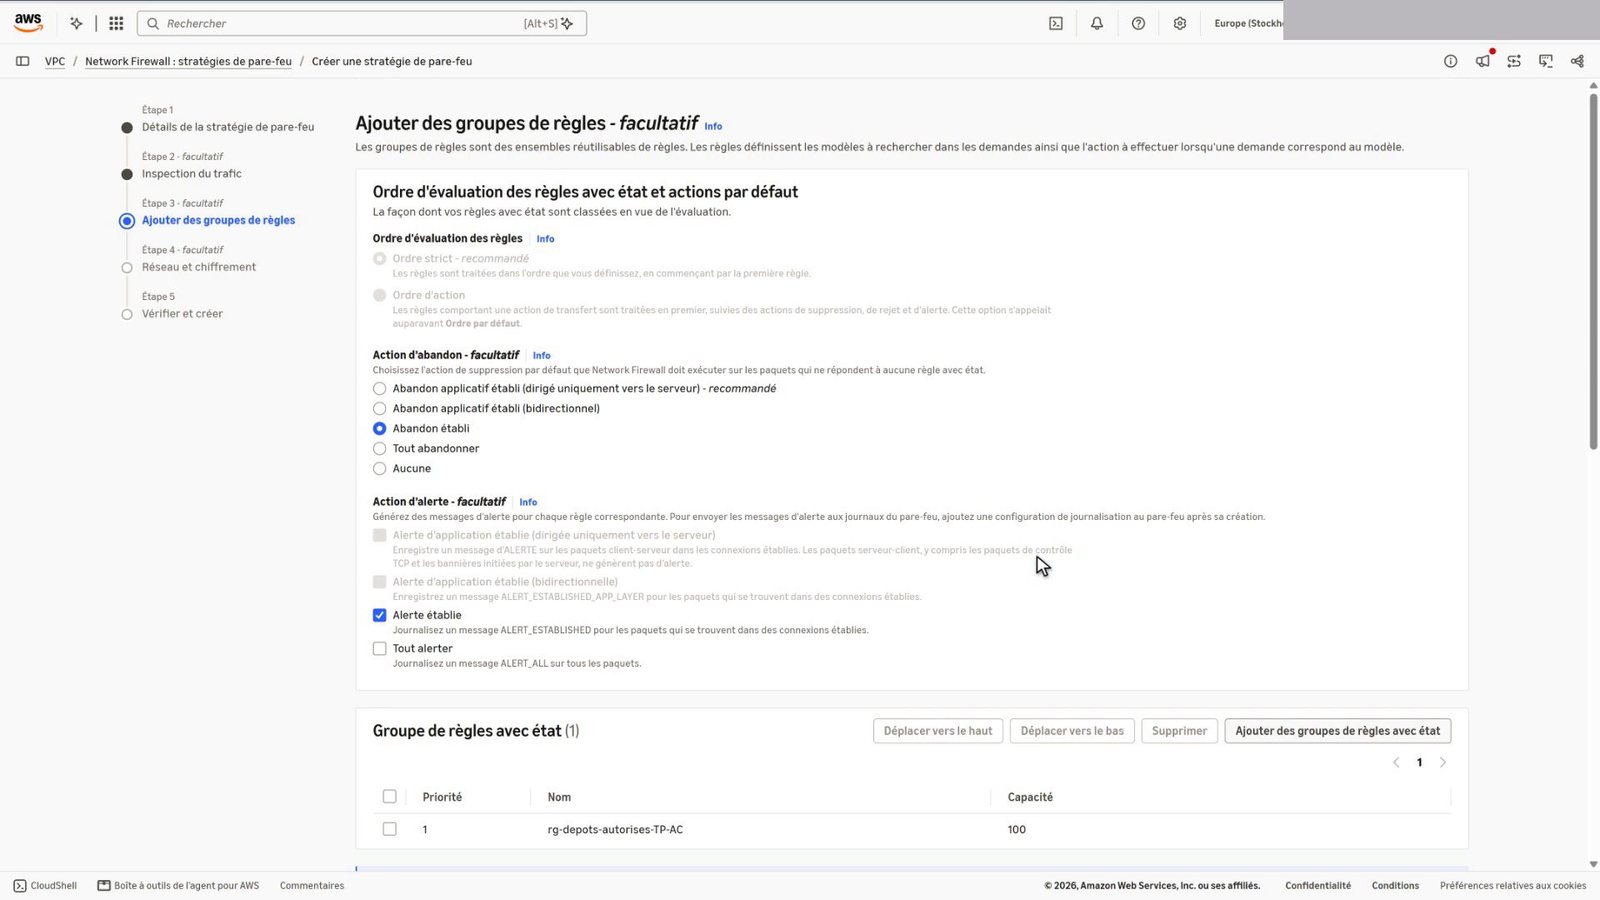 aws
Rechercher
[Alt+S]
Europe (Stockh
VPC / Network Firewall : stratégies de pare-feu / Créer une stratégie de pare-feu
Étape 1
Détails de la stratégie de pare-feu
Étape 2 - facultatif
Inspection du trafic
Étape 3 - facultatif
Ajouter des groupes de règles
Étape 4 - facultatif
Réseau et chiffrement
Étape 5
Vérifier et créer
Ajouter des groupes de règles - facultatif Info
Les groupes de règles sont des ensembles réutilisables de règles. Les règles définissent les modèles à rechercher dans les demandes ainsi que l'action à effectuer lorsqu'une demande correspond au modèle.
Ordre d'évaluation des règles avec état et actions par défaut
La façon dont vos règles avec état sont classées en vue de l'évaluation.
Ordre d'évaluation des règles Info
Ordre strict - recommandé
Les règles sont traitées dans l'ordre que vous définissez, en commençant par la première règle.
Ordre d'action
Les règles comportant une action de transfert sont traitées en premier, suivies des actions de suppression, de rejet et d'alerte. Cette option s'appelait
auparavant Ordre par défaut.
Action d'abandon - facultatif Info
Choisissez l'action de suppression par défaut que Network Firewall doit exécuter sur les paquets qui ne répondent à aucune règle avec état.
Abandon applicatif établi (dirigé uniquement vers le serveur) - recommandé
Abandon applicatif établi (bidirectionnel)
Abandon établi
Tout abandonner
Aucune
Action d'alerte - facultatif Info
Générez des messages d'alerte pour chaque règle correspondante. Pour envoyer les messages d'alerte aux journaux du pare-feu, ajoutez une configuration de journalisation au pare-feu après sa création.
Alerte d'application établie (dirigée uniquement vers le serveur)
Enregistre un message d'ALERTE sur les paquets client-serveur dans les connexions établies. Les paquets serveur-client, y compris les paquets de contrôle
TCP et les bannières initiées par le serveur, ne génèrent pas d'alerte.
Alerte d'application établie (bidirectionnelle)
Enregistrez un message ALERT_ESTABLISHED_APP_LAYER pour les paquets qui se trouvent dans des connexions établies.
Alerte établie
Journalisez un message ALERT_ESTABLISHED pour les paquets qui se trouvent dans des connexions établies.
Tout alerter
Journalisez un message ALERT_ALL sur tous les paquets.
Groupe de règles avec état (1)
Déplacer vers le haut
Déplacer vers le bas
Supprimer
Ajouter des groupes de règles avec état
1
Priorité Nom Capacité
1 rg-depots-autorises-TP-AC 100
CloudShell
Boîte à outils de l'agent pour AWS
Commentaires
© 2026, Amazon Web Services, Inc. ou ses affiliés.
Confidentialité
Conditions
Préférences relatives aux cookies